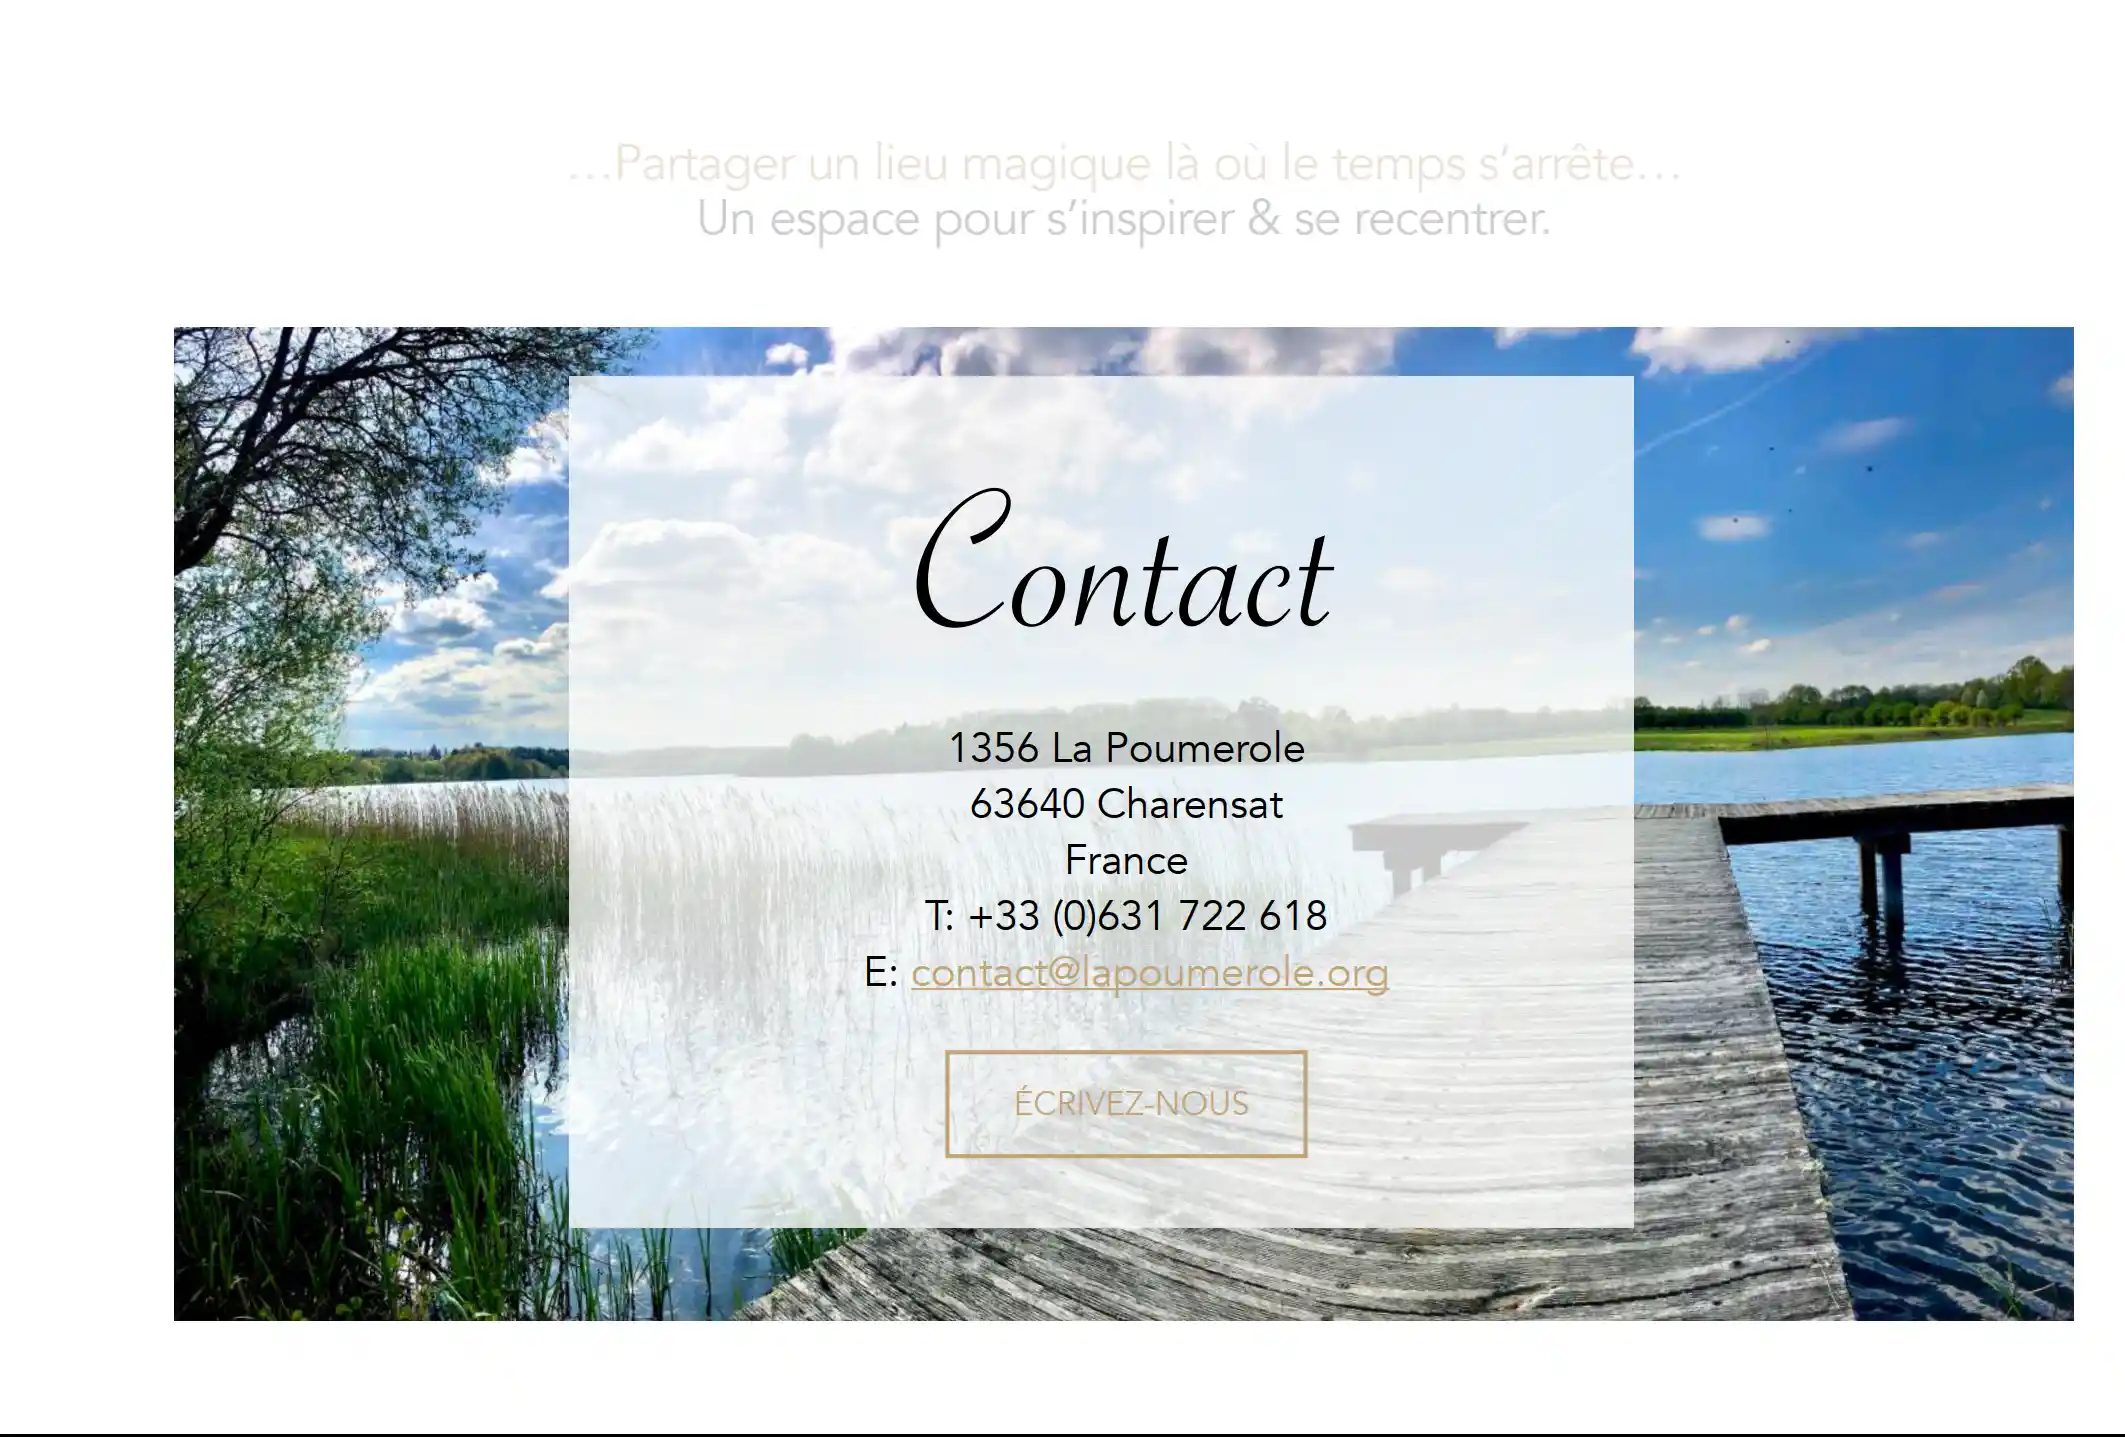 ...Partager un lieu magique là où le temps s’arrête...
Un espace pour s’inspirer & se recentrer.
Contact
1356 La Poumerole
63640 Charensat
France
T: +33 (0)631 722 618
E: contact@lapoumerole.org
ÉCRIVEZ-NOUS